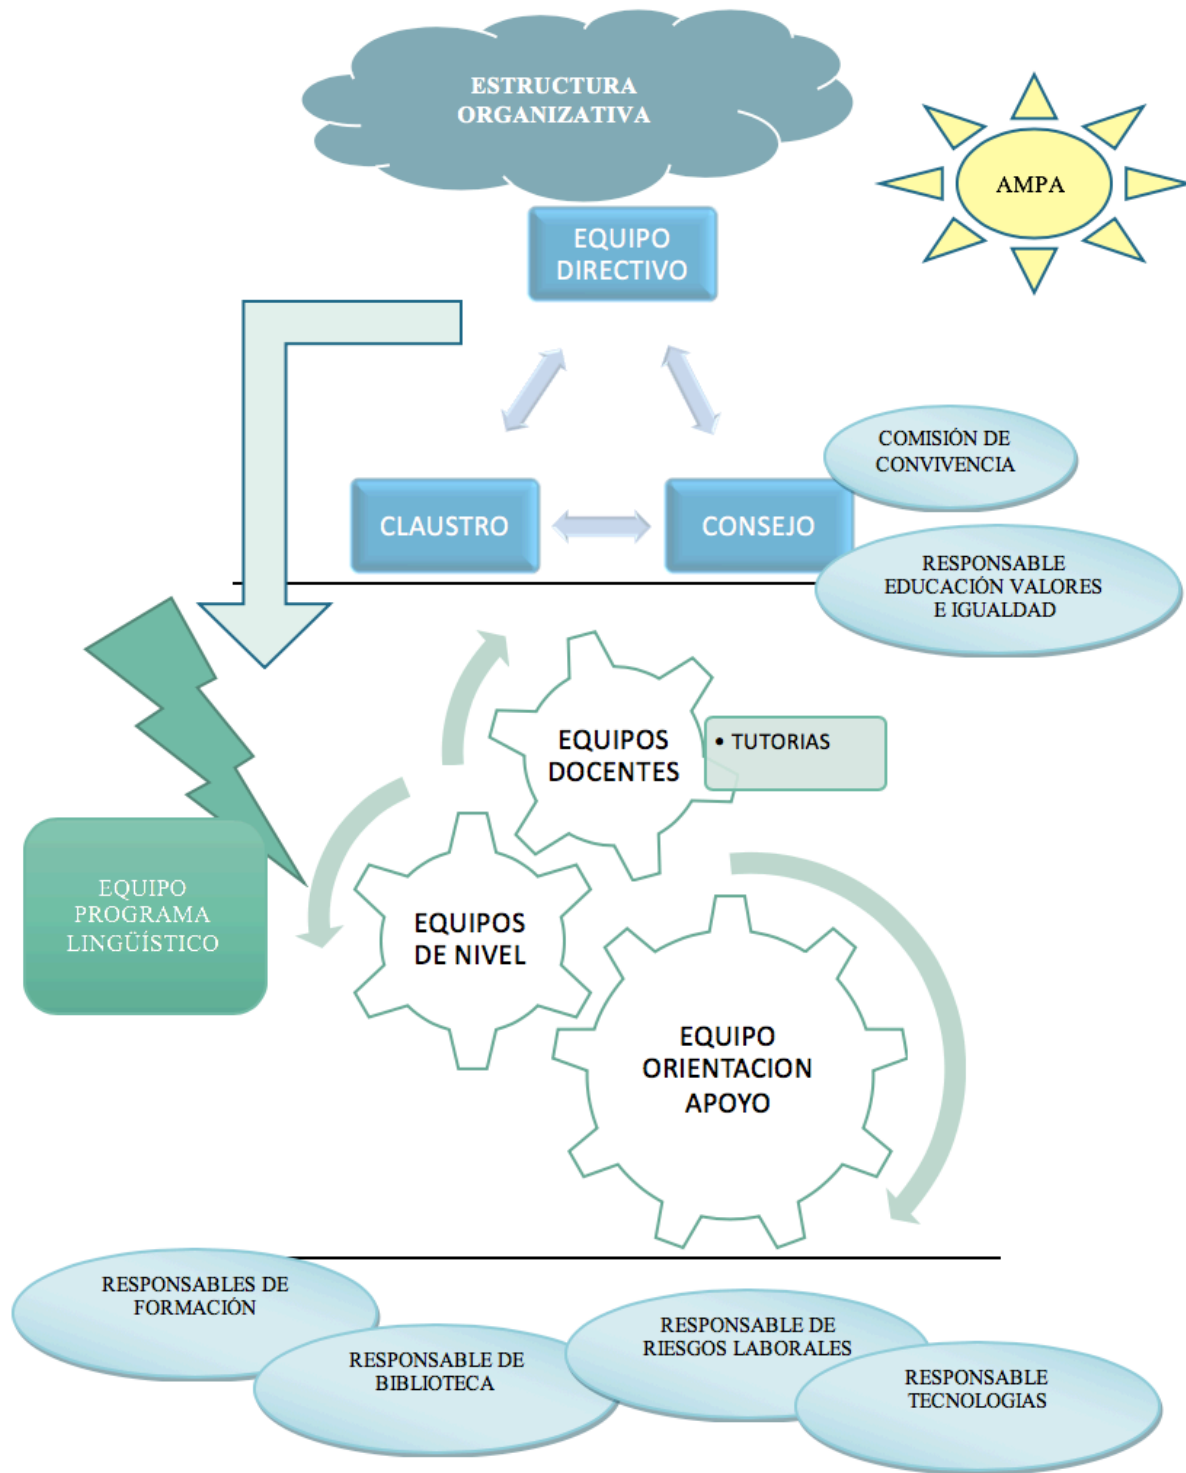 ESTRUCTURA
ORGANIZATIVA
AMPA
EQUIPO
DIRECTIVO
COMISIÓN DE
CONVIVENCIA
CLAUSTRO
CONSEJO
RESPONSABLE
EDUCACIÓN VALORES
E IGUALDAD
EQUIPOS
DOCENTES
• TUTORIAS
EQUIPO
PROGRAMA
LINGÜÍSTICO
EQUIPOS
DE NIVEL
EQUIPO
ORIENTACION
APOYO
RESPONSABLES DE
FORMACIÓN
RESPONSABLE DE
BIBLIOTECA
RESPONSABLE DE
RIESGOS LABORALES
RESPONSABLE
TECNOLOGIAS